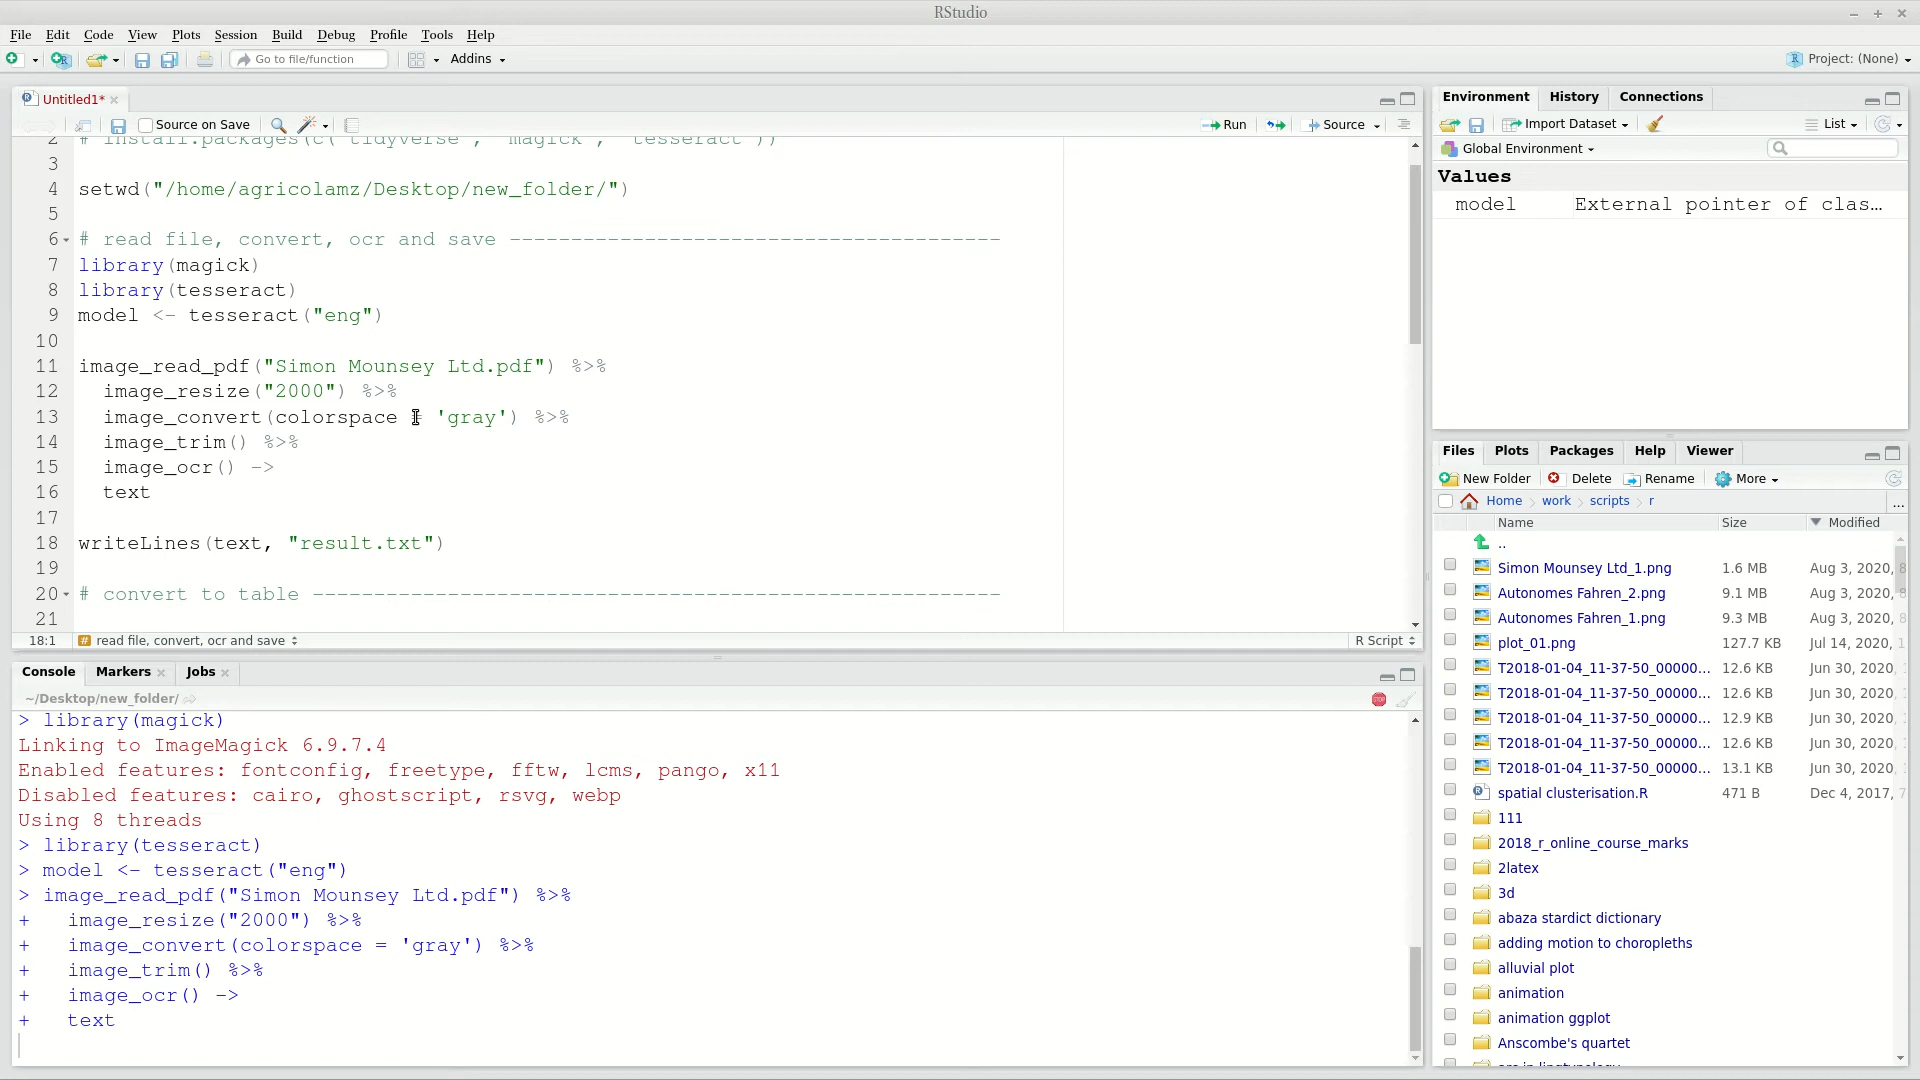 RStudio
File Edit Code View Plots Session Build Debug Profile Tools Help
Go to file/function Addins Project: (None)
Untitled1*
Source on Save Run Source
2 # install.packages(c("tidyverse", "magick", "tesseract"))
3
4 setwd("/home/agricolamz/Desktop/new_folder/")
5
6 # read file, convert, ocr and save ----------------------------------------
7 library(magick)
8 library(tesseract)
9 model <- tesseract("eng")
10
11 image_read_pdf("Simon Mounsey Ltd.pdf") %>%
12 image_resize("2000") %>%
13 image_convert(colorspace = 'gray') %>%
14 image_trim() %>%
15 image_ocr() ->
16 text
17
18 writeLines(text, "result.txt")
19
20 # convert to table --------------------------------------------------------
21
18:1 # read file, convert, ocr and save R Script
Console Markers Jobs
~/Desktop/new_folder/
> library(magick)
Linking to ImageMagick 6.9.7.4
Enabled features: fontconfig, freetype, fftw, lcms, pango, x11
Disabled features: cairo, ghostscript, rsvg, webp
Using 8 threads
> library(tesseract)
> model <- tesseract("eng")
> image_read_pdf("Simon Mounsey Ltd.pdf") %>%
+ image_resize("2000") %>%
+ image_convert(colorspace = 'gray') %>%
+ image_trim() %>%
+ image_ocr() ->
+ text
Environment History Connections
Import Dataset List
Global Environment
Values
model External pointer of clas…
Files Plots Packages Help Viewer
New Folder Delete Rename More
Home work scripts r ...
Name Size Modified
..
Simon Mounsey Ltd_1.png 1.6 MB Aug 3, 2020, 8
Autonomes Fahren_2.png 9.1 MB Aug 3, 2020, 8
Autonomes Fahren_1.png 9.3 MB Aug 3, 2020, 8
plot_01.png 127.7 KB Jul 14, 2020, 1
T2018-01-04_11-37-50_00000... 12.6 KB Jun 30, 2020,
T2018-01-04_11-37-50_00000... 12.6 KB Jun 30, 2020,
T2018-01-04_11-37-50_00000... 12.9 KB Jun 30, 2020,
T2018-01-04_11-37-50_00000... 12.6 KB Jun 30, 2020,
T2018-01-04_11-37-50_00000... 13.1 KB Jun 30, 2020,
spatial clusterisation.R 471 B Dec 4, 2017, 7
111
2018_r_online_course_marks
2latex
3d
abaza stardict dictionary
adding motion to choropleths
alluvial plot
animation
animation ggplot
Anscombe's quartet